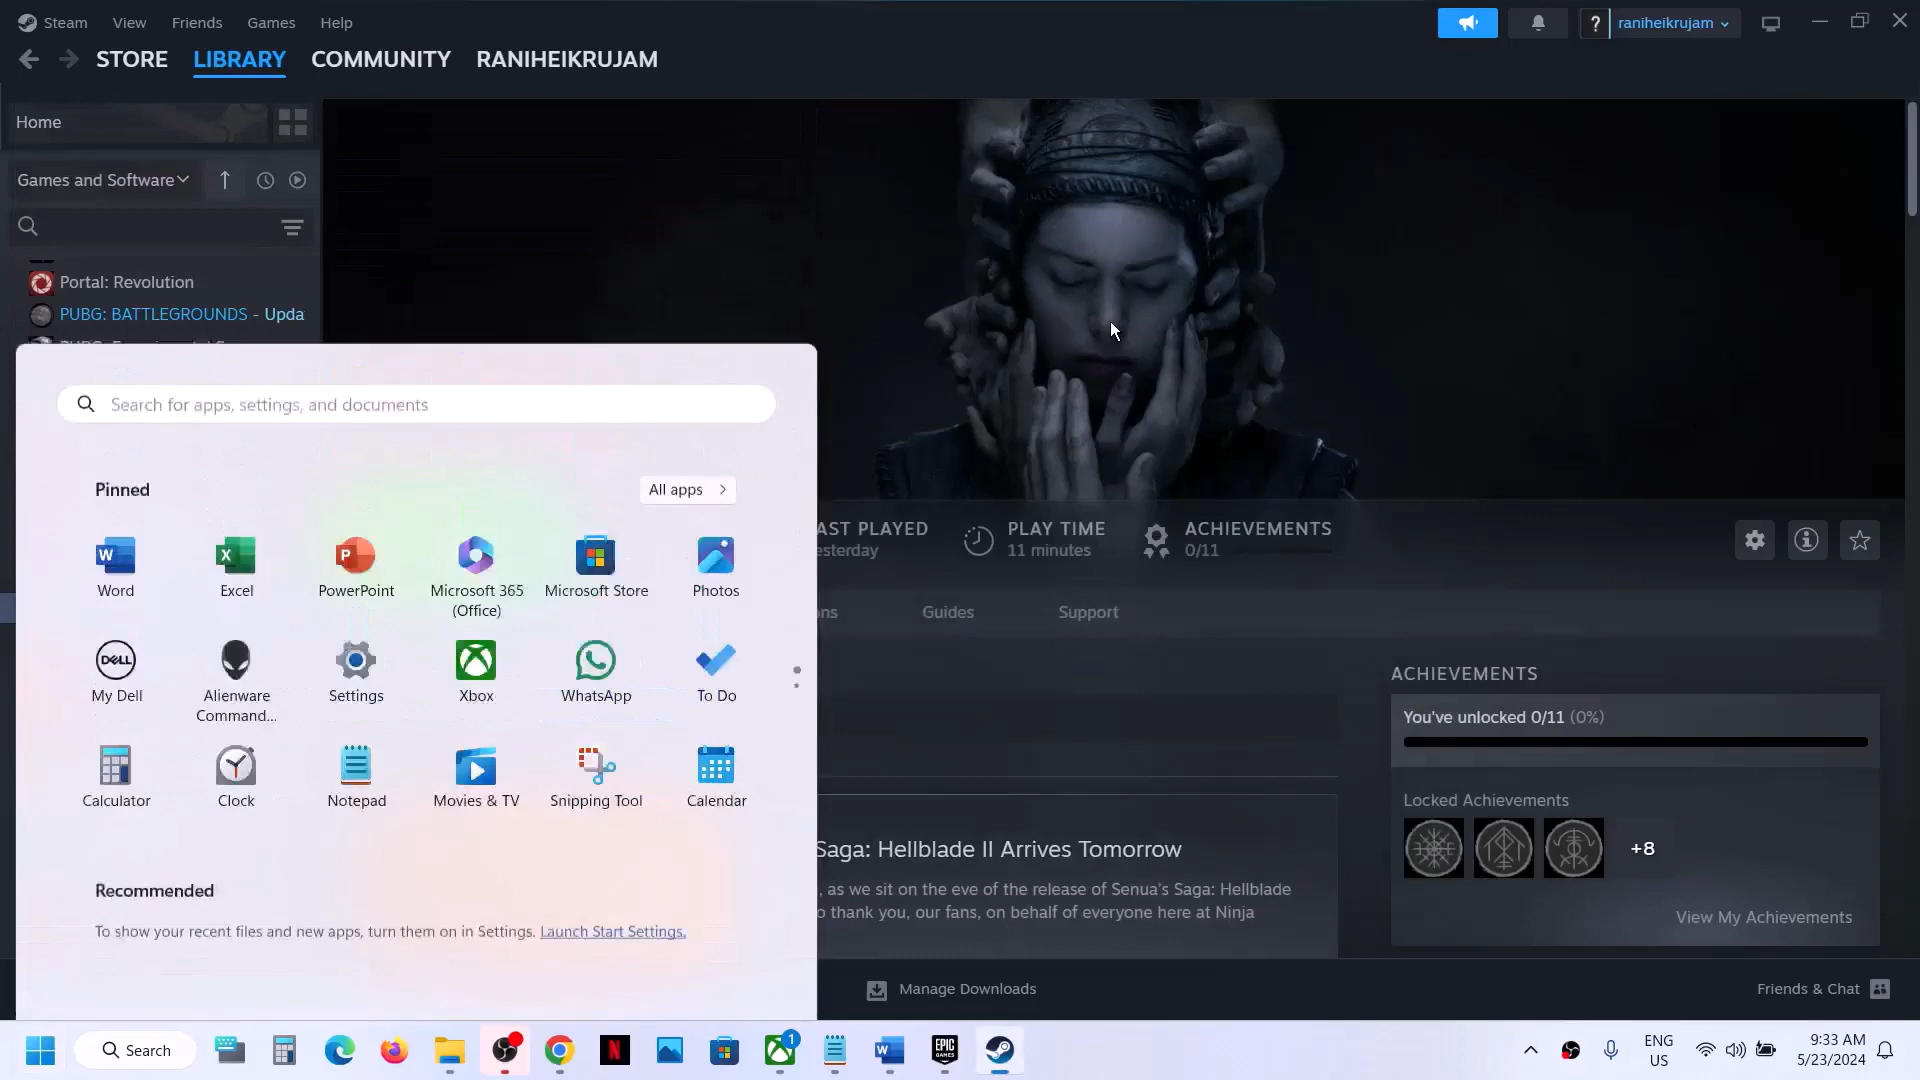 Steam View Friends Games Help
? raniheikrujam
STORE LIBRARY COMMUNITY RANIHEIKRUJAM
Home
Games and Software
Portal: Revolution
PUBG: BATTLEGROUNDS - Upda
Search for apps, settings, and documents
Pinned
All apps
Word
Excel
PowerPoint
Microsoft 365
(Office)
Microsoft Store
Photos
DELL
My Dell
Alienware
Command...
Settings
Xbox
WhatsApp
To Do
Calculator
Clock
Notepad
Movies & TV
Snipping Tool
Calendar
Recommended
To show your recent files and new apps, turn them on in Settings. Launch Start Settings.
AST PLAYED
esterday
PLAY TIME
11 minutes
ACHIEVEMENTS
0/11
ons
Guides
Support
ACHIEVEMENTS
You've unlocked 0/11 (0%)
Locked Achievements
+8
View My Achievements
Saga: Hellblade II Arrives Tomorrow
, as we sit on the eve of the release of Senua's Saga: Hellblade
o thank you, our fans, on behalf of everyone here at Ninja
Manage Downloads
Friends & Chat
Search
1
EPIC
GAMES
ENG
US
9:33 AM
5/23/2024